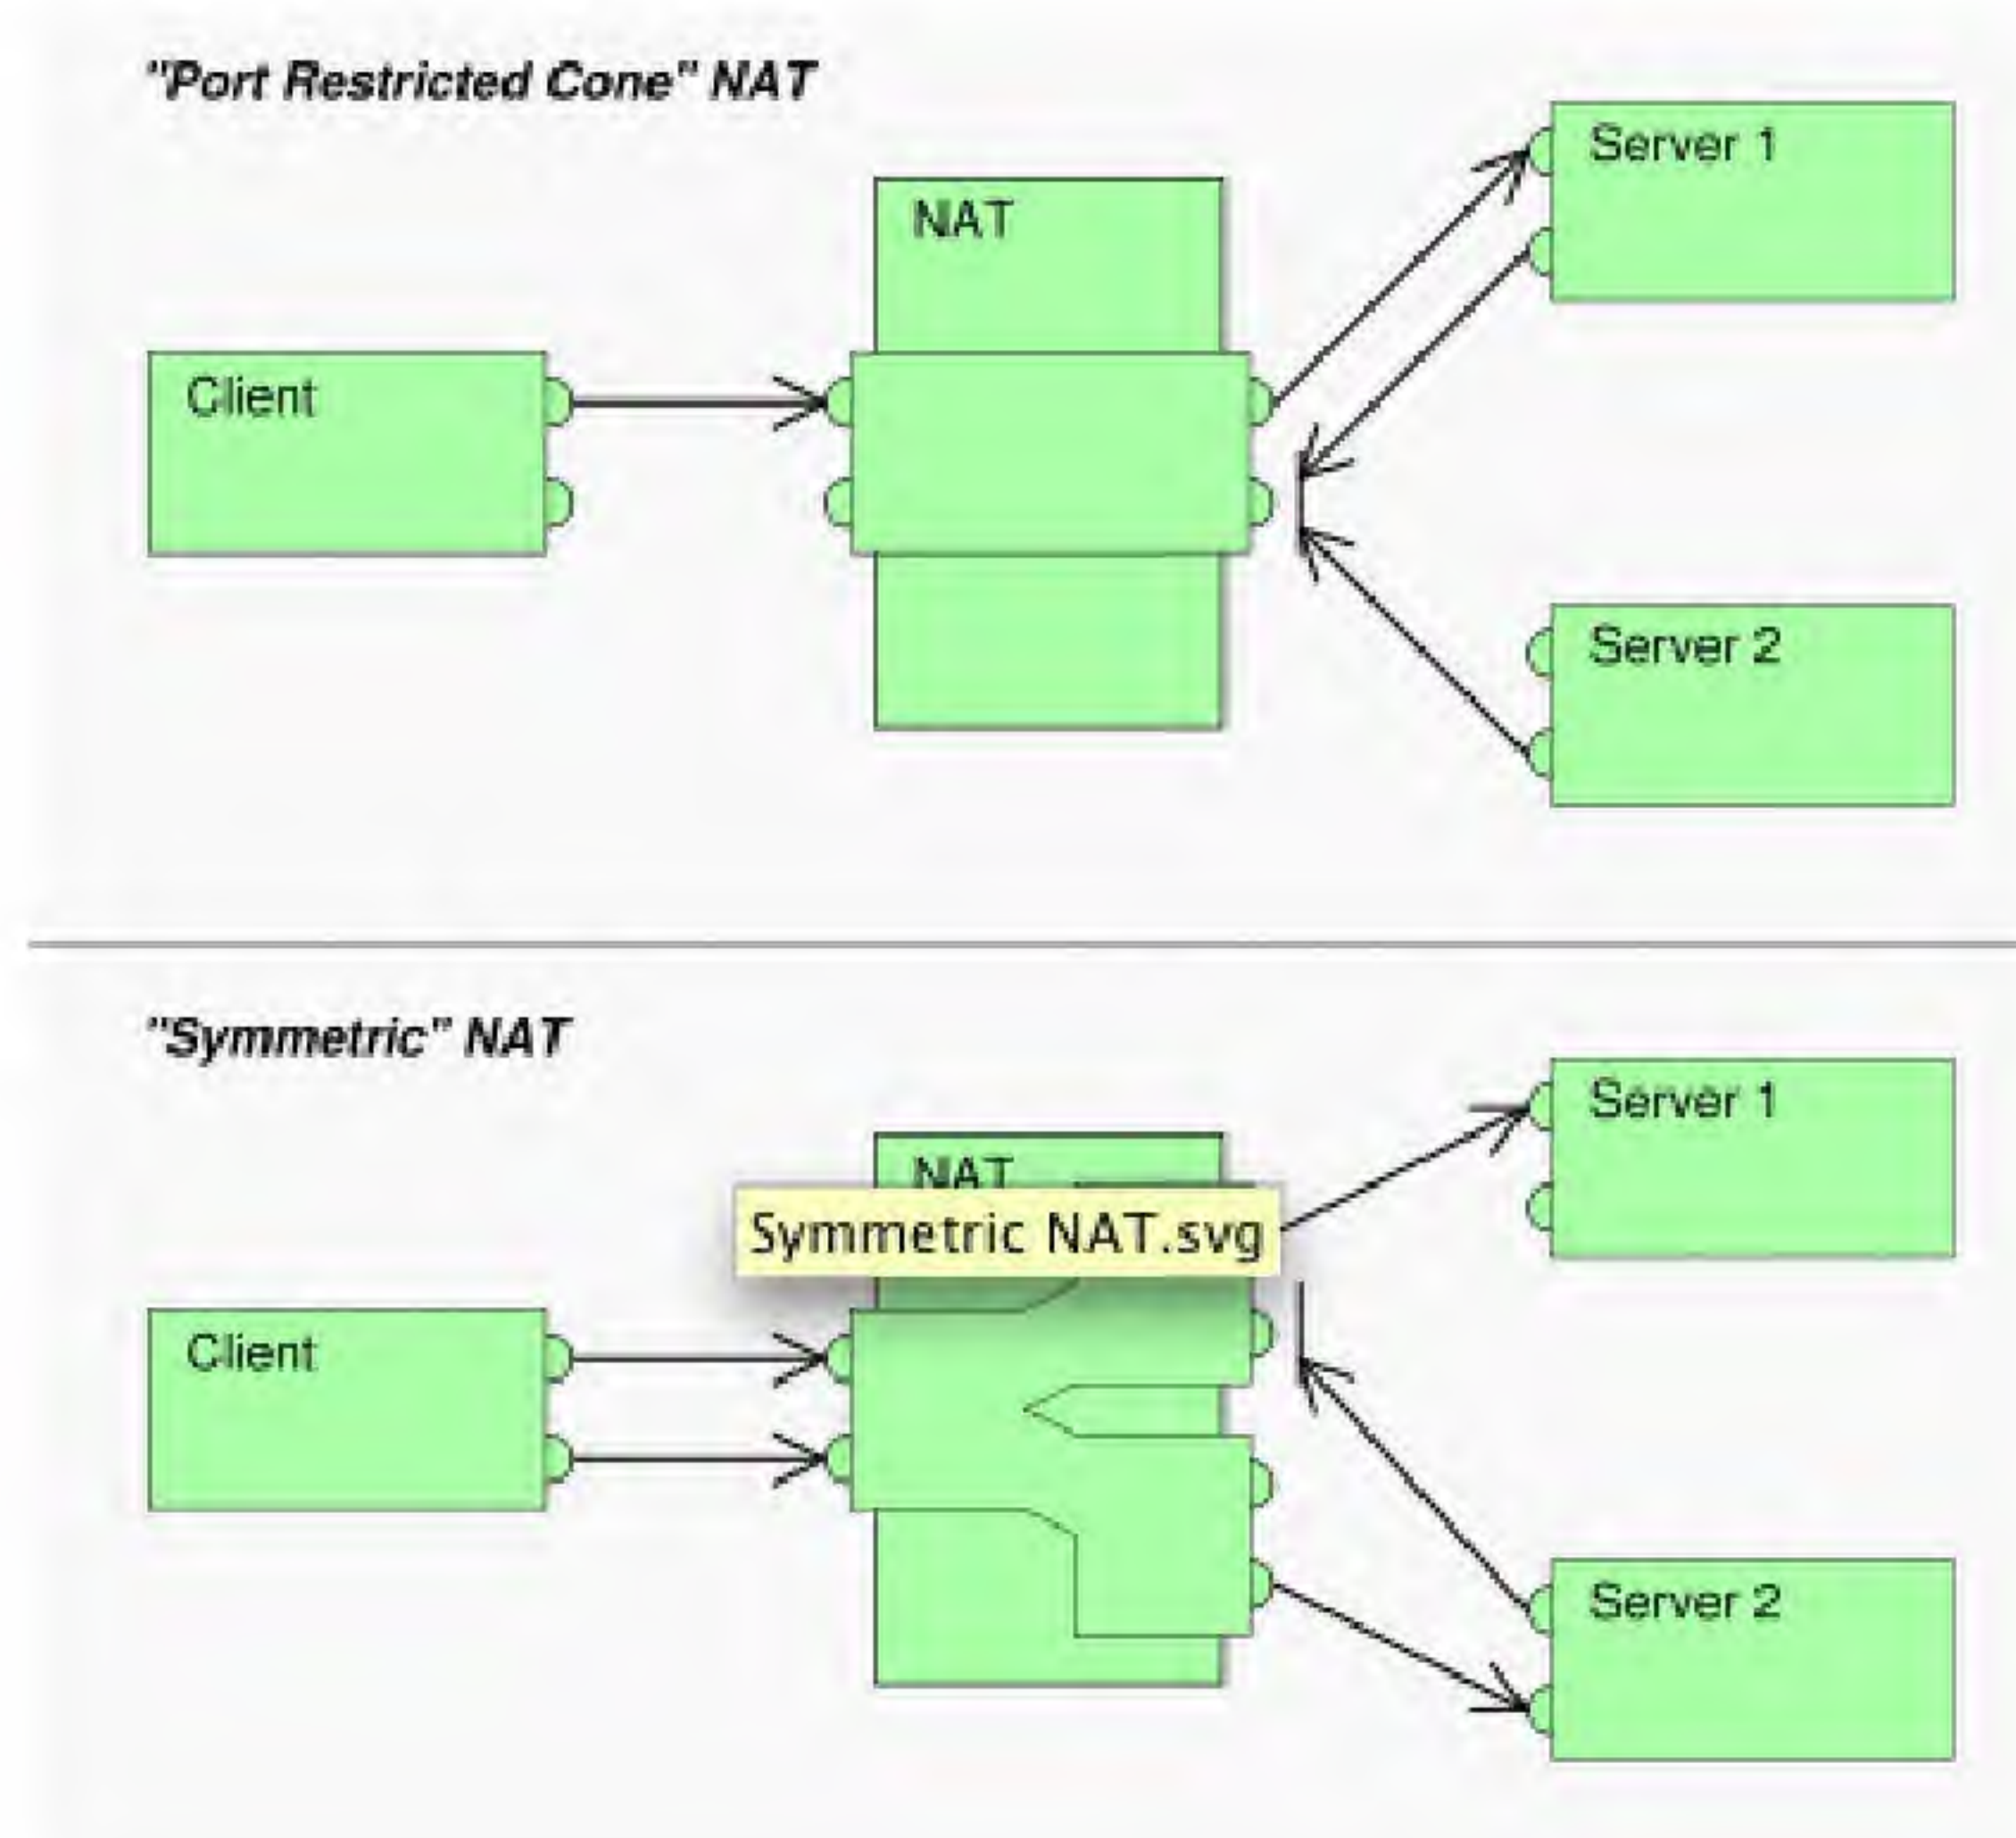 "Port Restricted Cone" NAT
Server 1
NAT
Client
Server 2
"Symmetric" NAT
Server 1
NAT
Symmetric NAT.svg
Client
Server 2